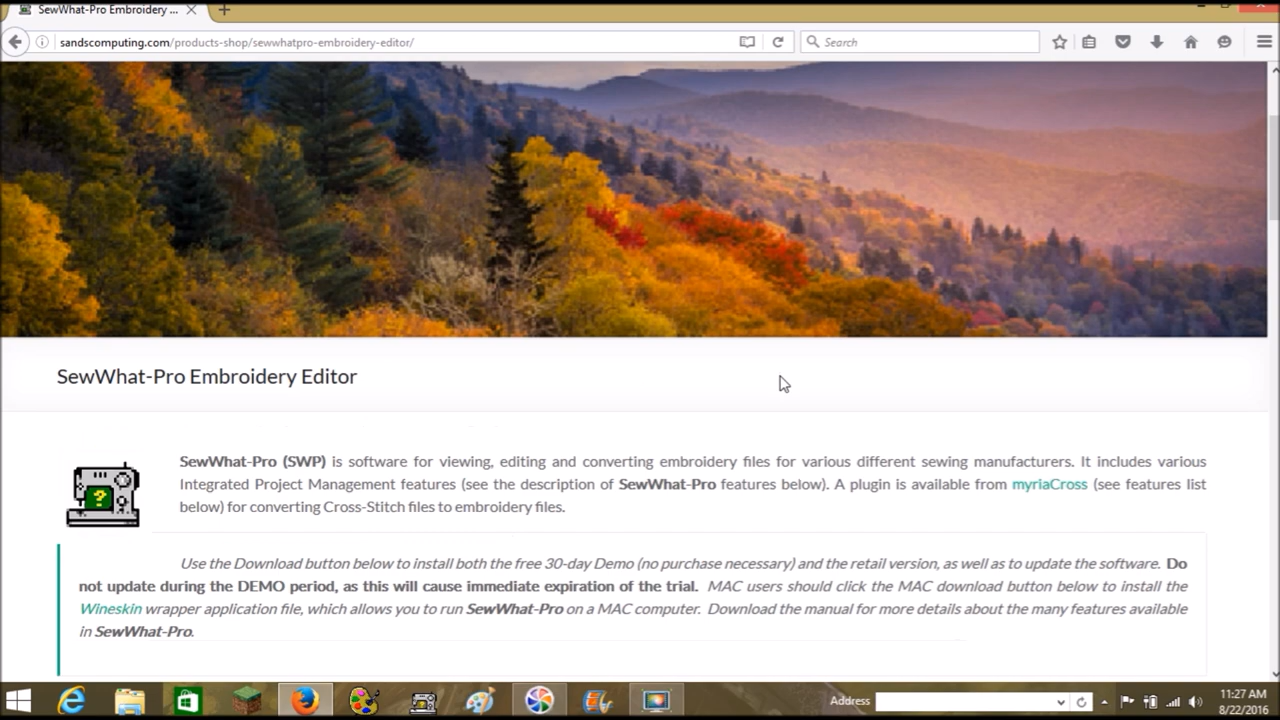 SewWhat-Pro Embroidery ...
sandscomputing.com/products-shop/sewwhatpro-embroidery-editor/
Search
SewWhat-Pro Embroidery Editor
SewWhat-Pro (SWP) is software for viewing, editing and converting embroidery files for various different sewing manufacturers. It includes various
Integrated Project Management features (see the description of SewWhat-Pro features below). A plugin is available from myriaCross (see features list
below) for converting Cross-Stitch files to embroidery files.
?
Use the Download button below to install both the free 30-day Demo (no purchase necessary) and the retail version, as well as to update the software. Do
not update during the DEMO period, as this will cause immediate expiration of the trial. MAC users should click the MAC download button below to install the
Wineskin wrapper application file, which allows you to run SewWhat-Pro on a MAC computer. Download the manual for more details about the many features available
in SewWhat-Pro.
Address
11:27 AM
8/22/2016